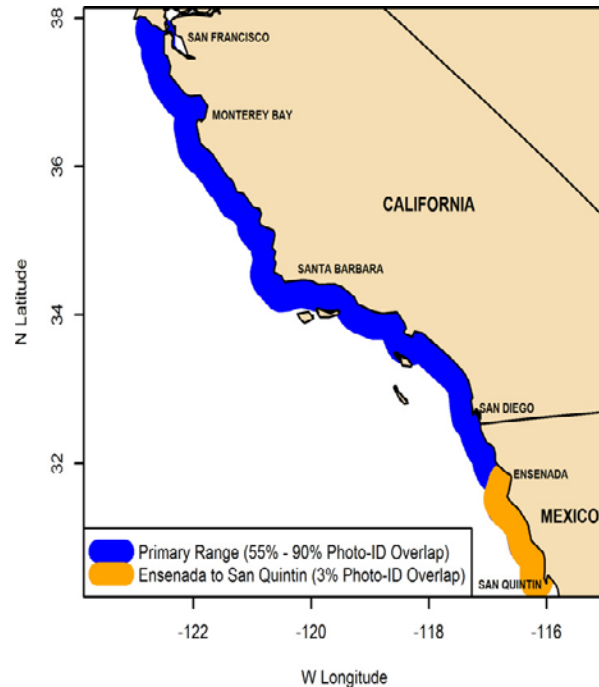 38
SAN FRANCISCO
MONTEREY BAY
36
CALIFORNIA
SANTA BARBARA
34
N Latitude
SAN DIEGO
32
ENSENADA
MEXICO
Primary Range (55% - 90% Photo-ID Overlap)
Ensenada to San Quintin (3% Photo-ID Overlap)
SAN QUINTIN
-122
-120
-118
-116
W Longitude